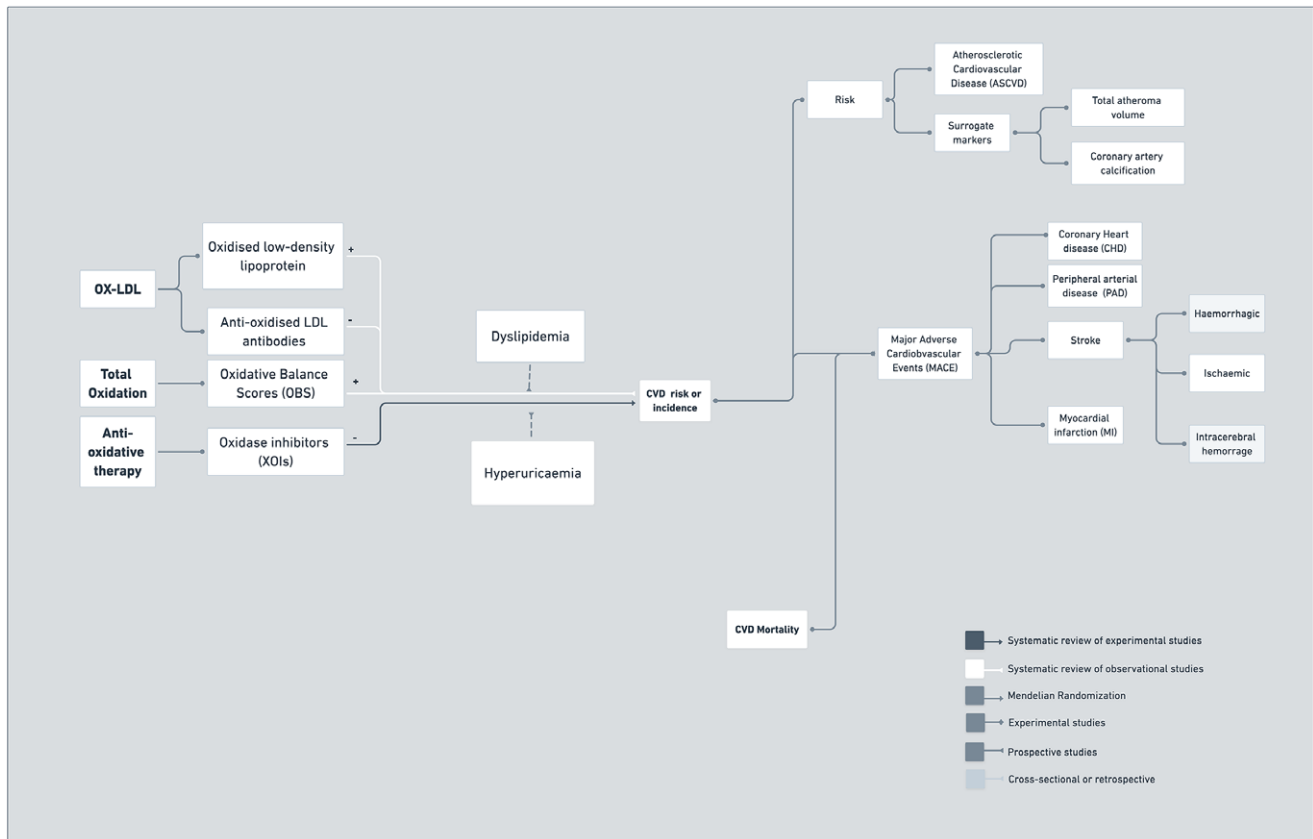 OX-LDL
Oxidised low-density
lipoprotein
+
Anti-oxidised LDL
antibodies
-
Total
Oxidation
Oxidative Balance
Scores (OBS)
+
Anti-
oxidative
therapy
Oxidase inhibitors
(XOIs)
-
Dyslipidemia
Hyperuricaemia
CVD risk or
incidence
Risk
Atherosclerotic
Cardiovascular
Disease (ASCVD)
Surrogate
markers
Total atheroma
volume
Coronary artery
calcification
Major Adverse
Cardiobvascular
Events (MACE)
Coronary Heart
disease (CHD)
Peripheral arterial
disease (PAD)
Stroke
Haemorrhagic
Ischaemic
Intracerebral
hemorrage
Myocardial
infarction (MI)
CVD Mortality
Systematic review of experimental studies
Systematic review of observational studies
Mendelian Randomization
Experimental studies
Prospective studies
Cross-sectional or retrospective